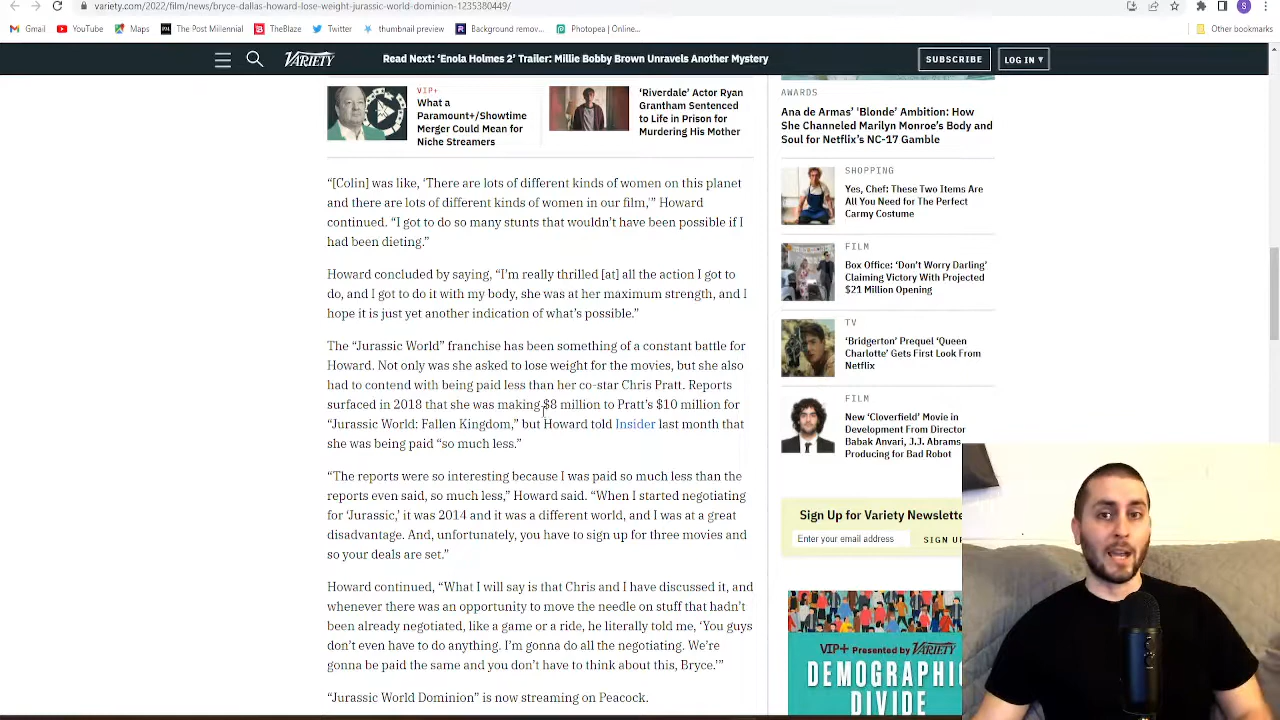 variety.com/2022/film/news/bryce-dallas-howard-lose-weight-jurassic-world-dominion-1235380449/
Gmail
YouTube
Maps
The Post Millennial
TheBlaze
Twitter
thumbnail preview
Background remov...
Photopea | Online...
Other bookmarks
VARIETY
Read Next: ‘Enola Holmes 2’ Trailer: Millie Bobby Brown Unravels Another Mystery
SUBSCRIBE
LOG IN
VIP+
What a
Paramount+/Showtime
Merger Could Mean for
Niche Streamers
‘Riverdale’ Actor Ryan
Grantham Sentenced
to Life in Prison for
Murdering His Mother
“[Colin] was like, ‘There are lots of different kinds of women on this planet
and there are lots of different kinds of women in our film,’” Howard
continued. “I got to do so many stunts that wouldn’t have been possible if I
had been dieting.”
Howard concluded by saying, “I’m really thrilled [at] all the action I got to
do, and I got to do it with my body, she was at her maximum strength, and I
hope it is just yet another indication of what’s possible.”
The “Jurassic World” franchise has been something of a constant battle for
Howard. Not only was she asked to lose weight for the movies, but she also
had to contend with being paid less than her co-star Chris Pratt. Reports
surfaced in 2018 that she was making $8 million to Pratt’s $10 million for
“Jurassic World: Fallen Kingdom,” but Howard told Insider last month that
she was being paid “so much less.”
“The reports were so interesting because I was paid so much less than the
reports even said, so much less,” Howard said. “When I started negotiating
for ‘Jurassic,’ it was 2014 and it was a different world, and I was at a great
disadvantage. And, unfortunately, you have to sign up for three movies and
so your deals are set.”
Howard continued, “What I will say is that Chris and I have discussed it, and
whenever there was an opportunity to move the needle on stuff that hadn’t
been already negotiated, like a game or a ride, he literally told me, ‘You guys
don’t even have to do anything. I’m gonna do all the negotiating. We’re
gonna be paid the same and you don’t have to think about this, Bryce.’”
“Jurassic World Dominion” is now streaming on Peacock.
AWARDS
Ana de Armas’ ‘Blonde’ Ambition: How
She Channeled Marilyn Monroe’s Body and
Soul for Netflix’s NC-17 Gamble
SHOPPING
Yes, Chef: These Two Items Are
All You Need for The Perfect
Carmy Costume
FILM
Box Office: ‘Don’t Worry Darling’
Claiming Victory With Projected
$21 Million Opening
TV
‘Bridgerton’ Prequel ‘Queen
Charlotte’ Gets First Look From
Netflix
FILM
New ‘Cloverfield’ Movie in
Development From Director
Babak Anvari, J.J. Abrams
Producing for Bad Robot
Sign Up for Variety Newslette
Enter your email address
SIGN U
VIP+ Presented by VARIETY
DEMOGRAPHI
DIVIDE